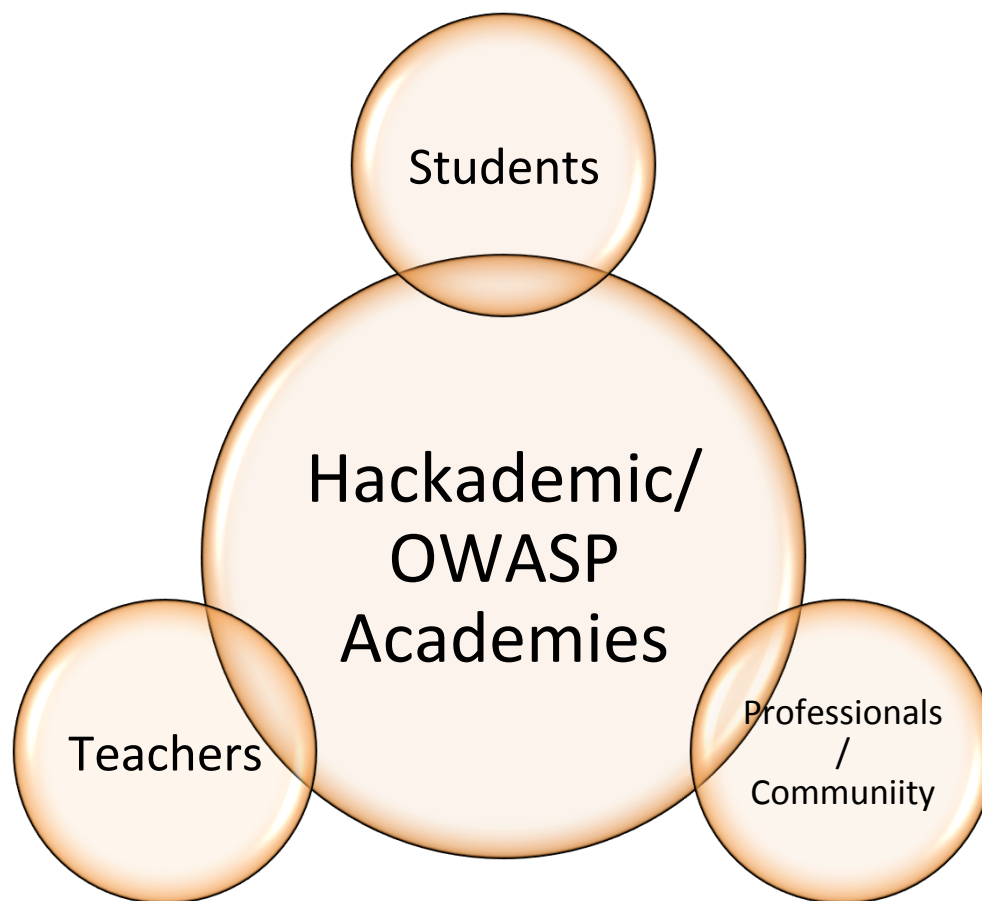 Students
Hackademic/
OWASP
Academies
Teachers
Professionals
/
Communiity